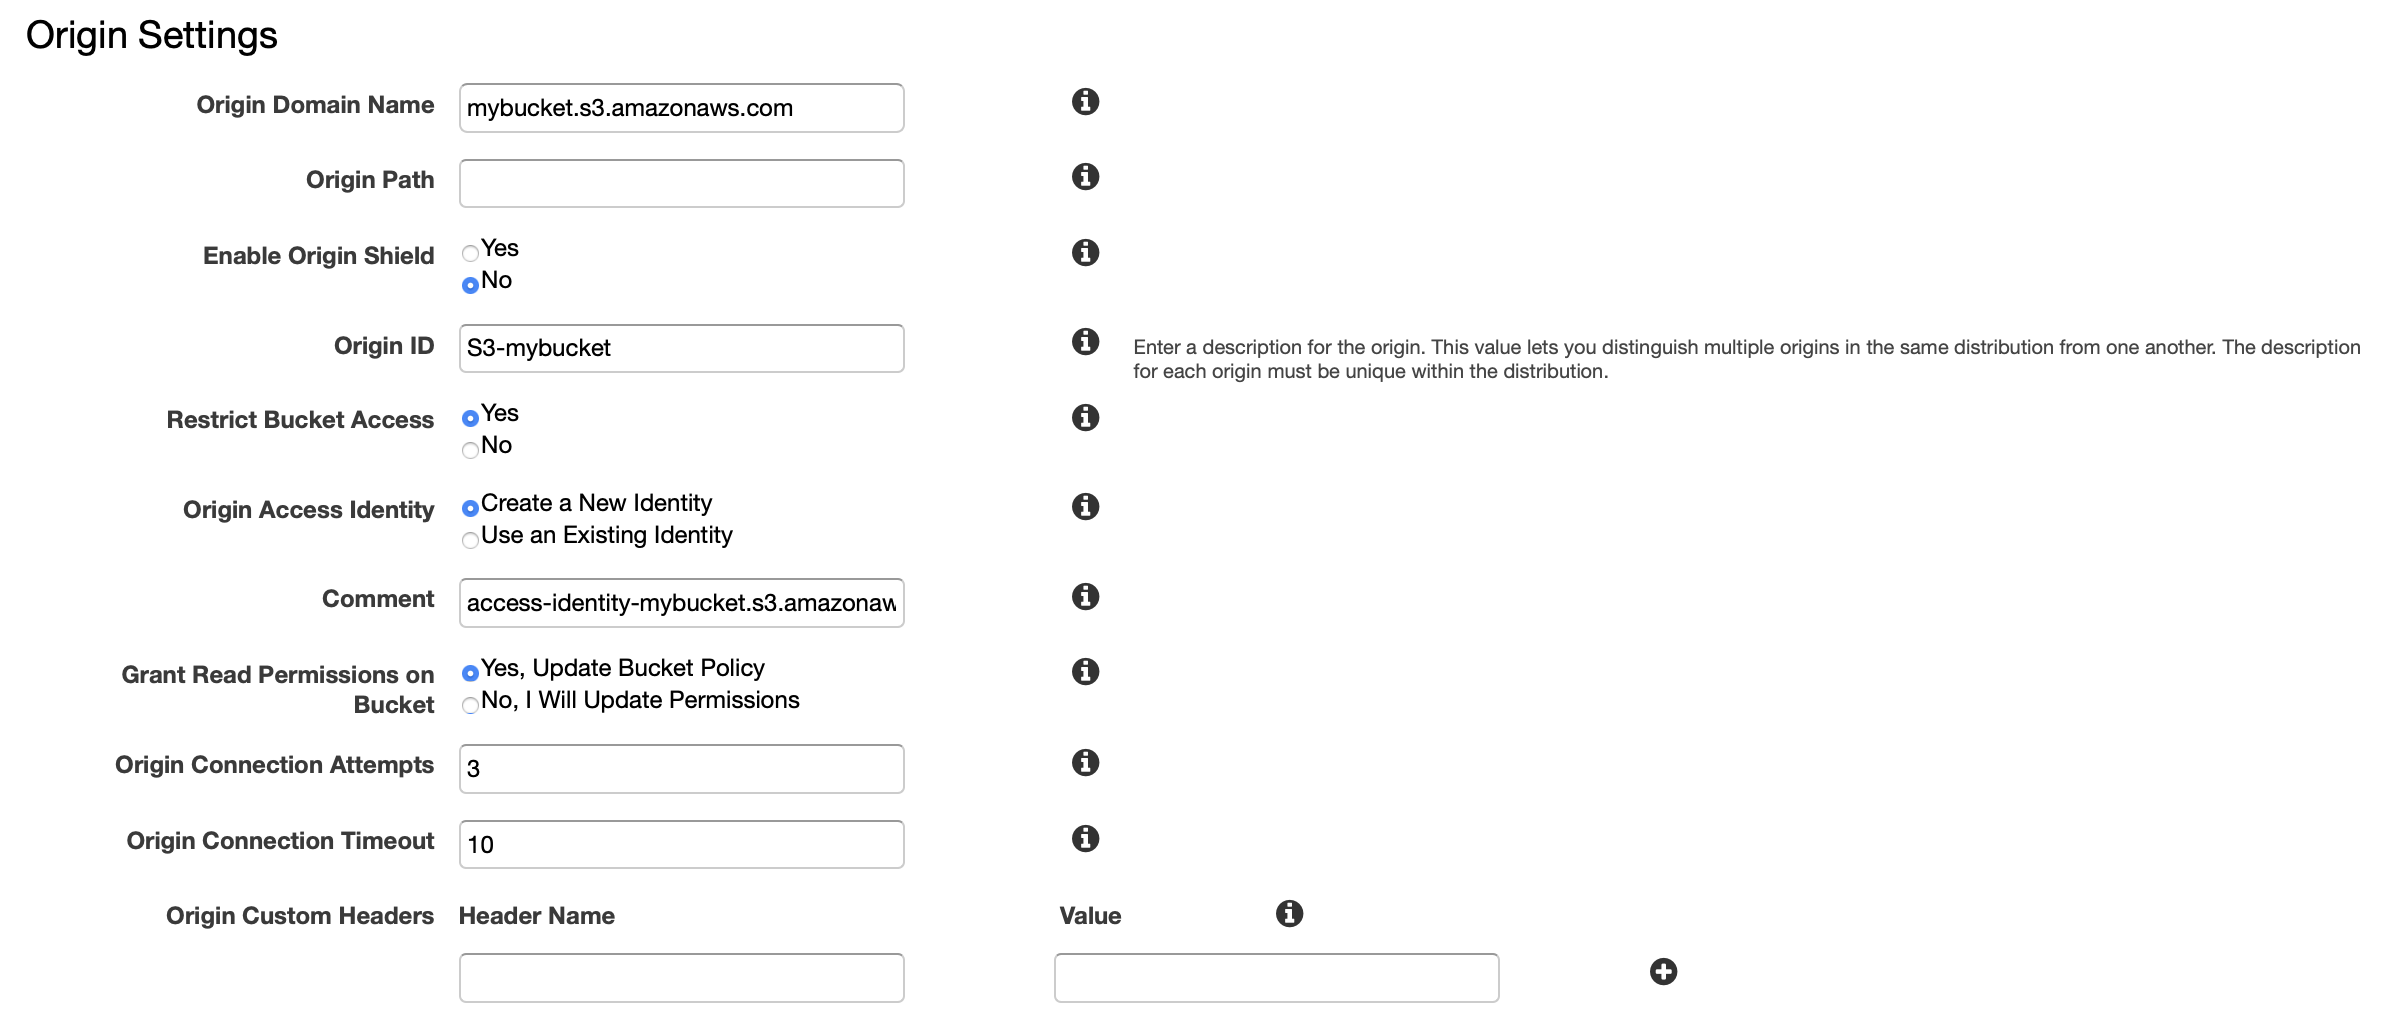 Origin Settings
Origin Domain Name mybucket.s3.amazonaws.com
Origin Path
Enable Origin Shield Yes
No
Origin ID S3-mybucket Enter a description for the origin. This value lets you distinguish multiple origins in the same distribution from one another. The description
for each origin must be unique within the distribution.
Restrict Bucket Access Yes
No
Origin Access Identity Create a New Identity
Use an Existing Identity
Comment access-identity-mybucket.s3.amazonaw
Grant Read Permissions on Yes, Update Bucket Policy
Bucket No, I Will Update Permissions
Origin Connection Attempts 3
Origin Connection Timeout 10
Origin Custom Headers Header Name Value